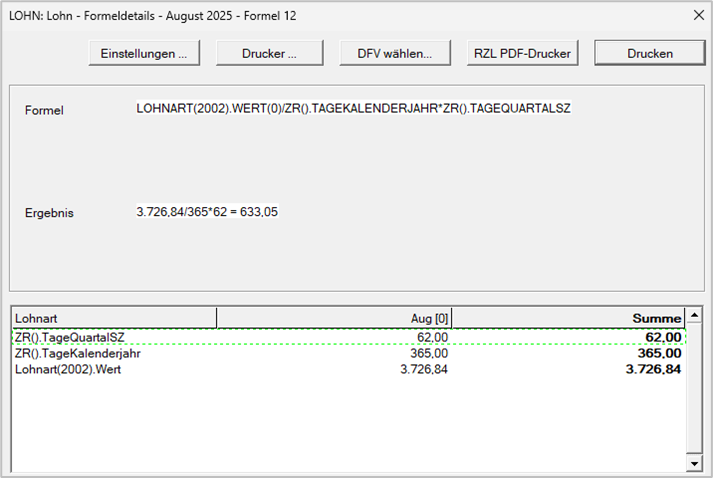 LOHN: Lohn - Formeldetails - August 2025 - Formel 12
Einstellungen ... Drucker ... DFV wählen... RZL PDF-Drucker Drucken
Formel LOHNART(2002).WERT(0)/ZR().TAGEKALENDERJAHR*ZR().TAGEQUARTALSZ
Ergebnis 3.726,84/365*62 = 633,05
Lohnart Aug [0] Summe
ZR().TageQuartalSZ 62,00 62,00
ZR().TageKalenderjahr 365,00 365,00
Lohnart(2002).Wert 3.726,84 3.726,84